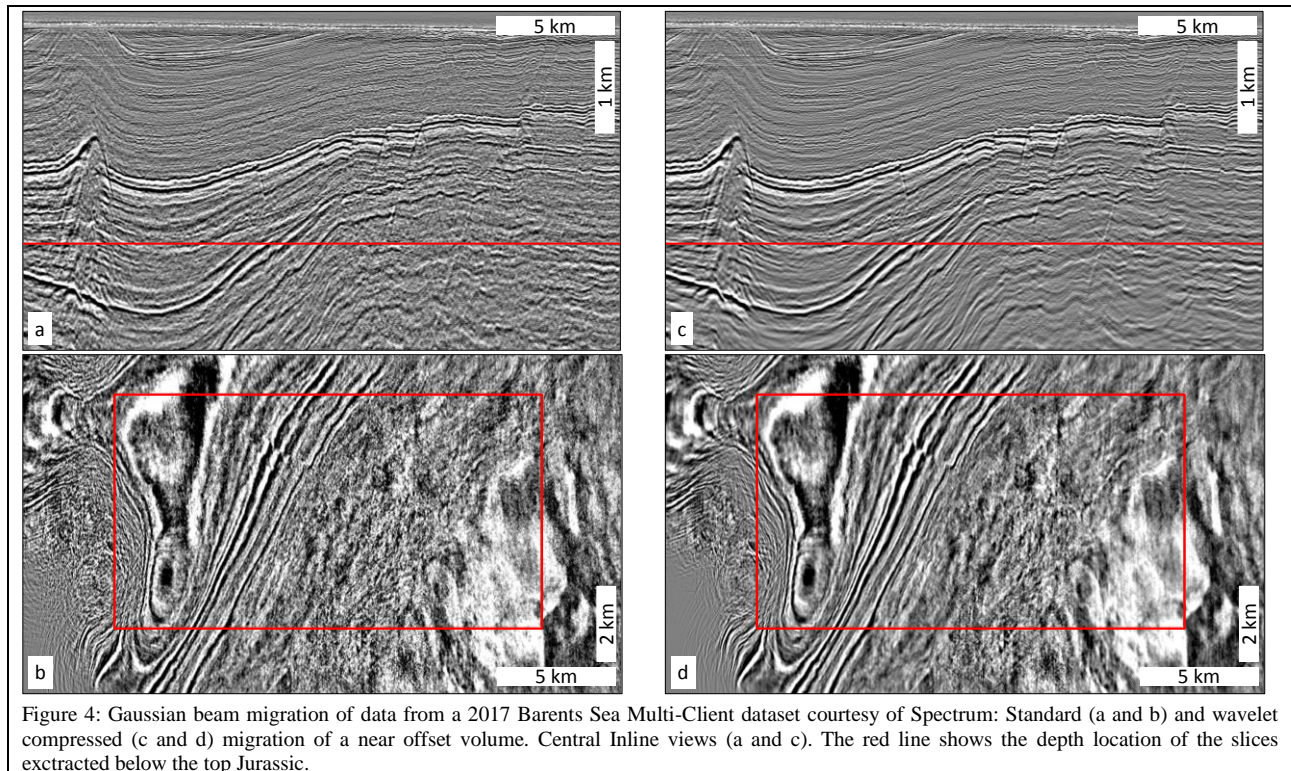 5 km
1 km
a
5 km
1 km
c
b
2 km
5 km
d
2 km
5 km
Figure 4: Gaussian beam migration of data from a 2017 Barents Sea Multi-Client dataset courtesy of Spectrum: Standard (a and b) and wavelet
compressed (c and d) migration of a near offset volume. Central Inline views (a and c). The red line shows the depth location of the slices
exctracted below the top Jurassic.